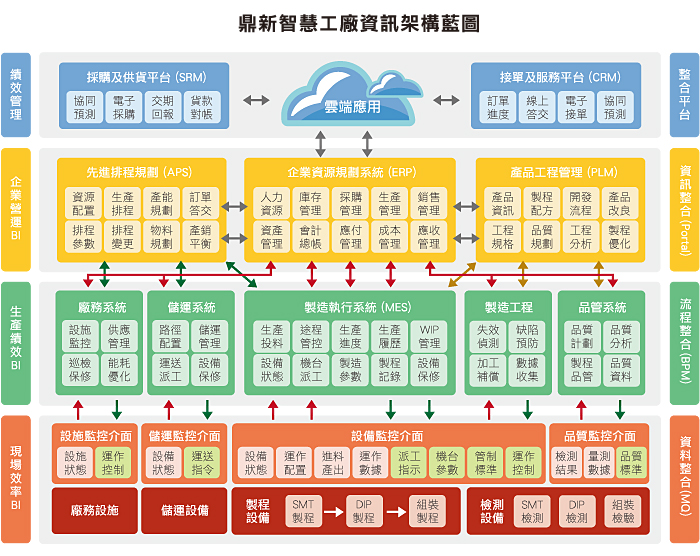 鼎新智慧工廠資訊架構藍圖
績效管理
採購及供貨平台 (SRM)
協同預測
電子採購
交期回報
貨款對帳
雲端應用
接單及服務平台 (CRM)
訂單進度
線上答交
電子接單
協同預測
整合平台
企業營運BI
先進排程規劃 (APS)
資源配置
生產排程
產能規劃
訂單答交
排程參數
排程變更
物料規劃
產銷平衡
企業資源規劃系統 (ERP)
人力資源
庫存管理
採購管理
生產管理
銷售管理
資產管理
會計總帳
應付管理
成本管理
應收管理
產品工程管理 (PLM)
產品資訊
製程配方
開發流程
產品改良
工程規格
品質規劃
工程分析
製程優化
資訊整合(Portal)
生產績效BI
廠務系統
設施監控
供應管理
巡檢保修
能耗優化
儲運系統
路徑配置
儲運管理
運送派工
設備保修
製造執行系統 (MES)
生產投料
途程管控
生產進度
生產履歷
WIP管理
設備狀態
機台派工
製造參數
製程記錄
設備保修
製造工程
失效偵測
缺陷預防
加工補償
數據收集
品管系統
品質計劃
品質分析
製程品管
品質資料
流程整合(BPM)
現場效率BI
設施監控介面
設施狀態
運作控制
儲運監控介面
設備狀態
運送指令
設備監控介面
設備狀態
運作配置
進料產出
運作數據
派工指示
機台參數
管制標準
運作控制
品質監控介面
檢測結果
量測數據
品質標準
資料整合(MQ)
廠務設施
儲運設備
製程設備
SMT製程
DIP製程
組裝製程
檢測設備
SMT檢測
DIP檢測
組裝檢驗